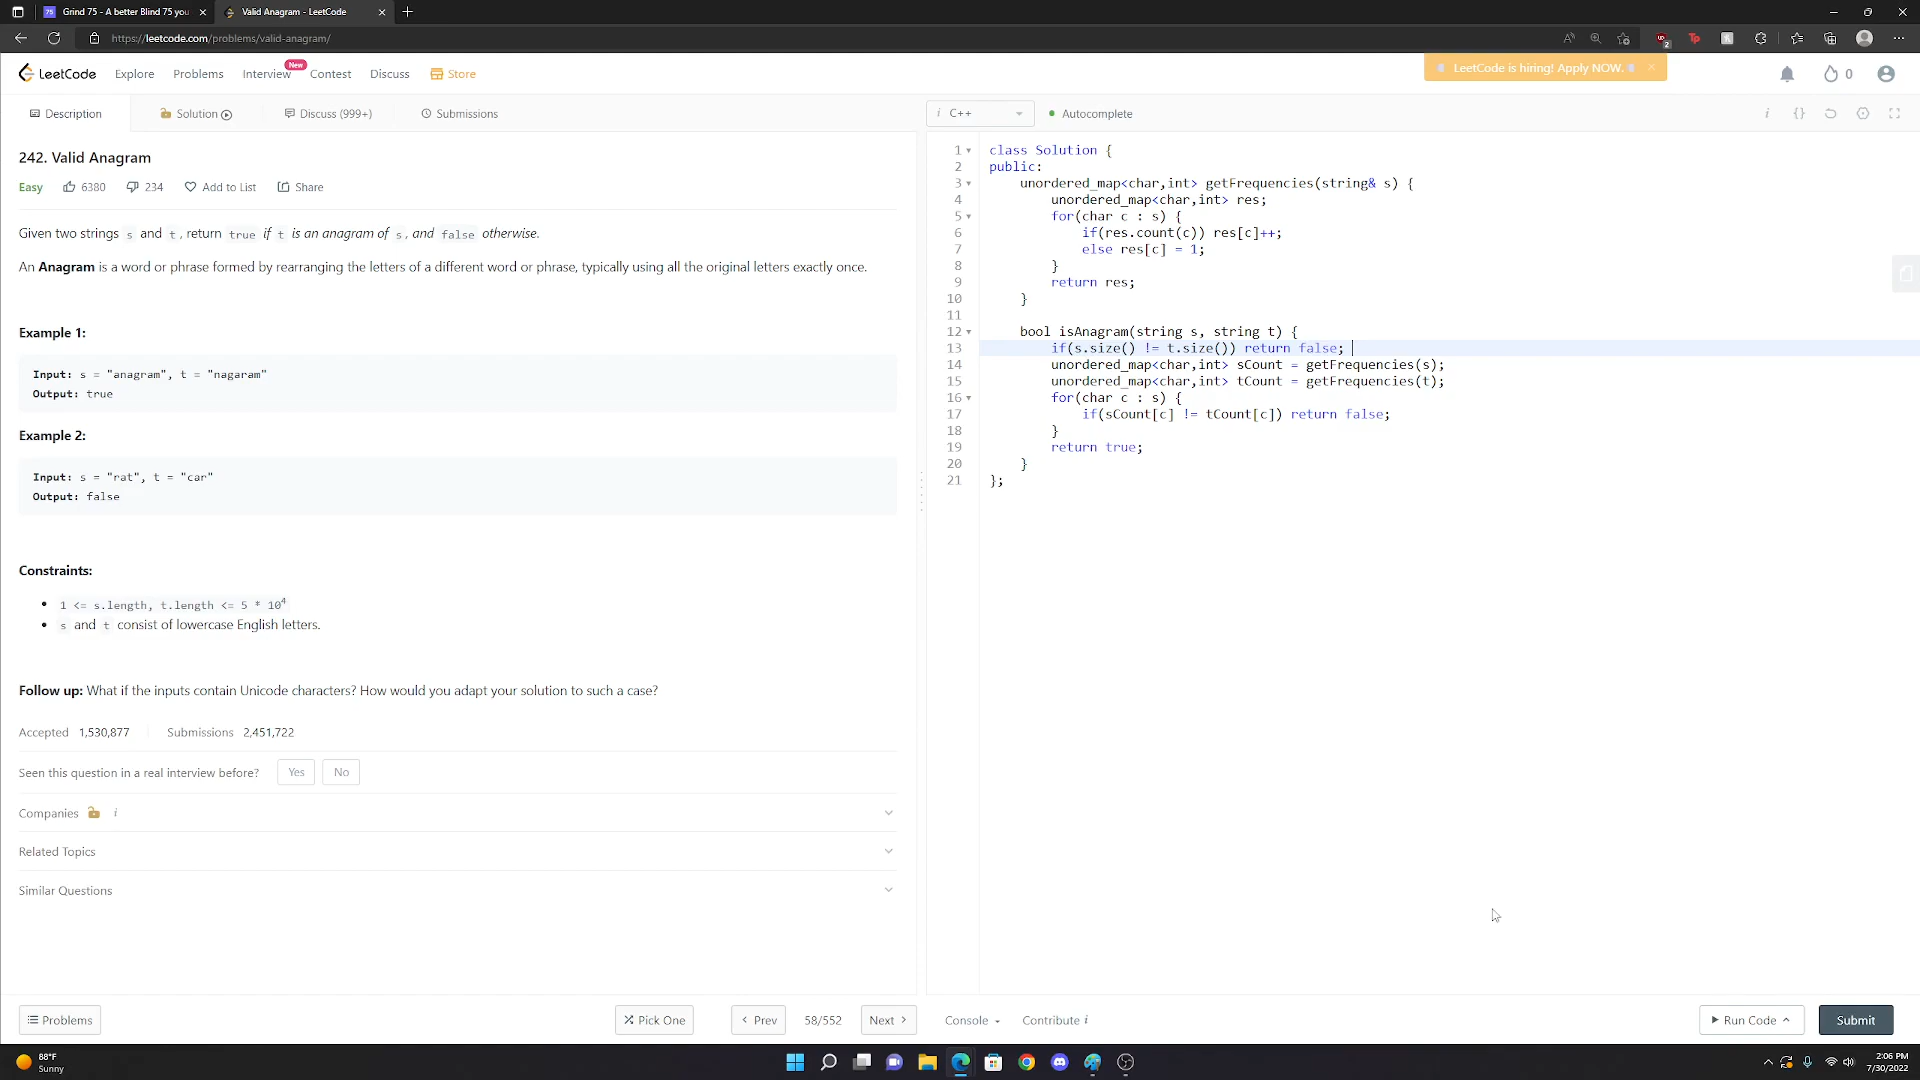 Grind 75 - A better Blind 75 you
Valid Anagram - LeetCode
https://leetcode.com/problems/valid-anagram/
LeetCode
Explore
Problems
Interview
New
Contest
Discuss
Store
LeetCode is hiring! Apply NOW.
0
Description
Solution
Discuss (999+)
Submissions
i C++
Autocomplete
242. Valid Anagram
Easy
6380
234
Add to List
Share
Given two strings s and t, return true if t is an anagram of s, and false otherwise.
An Anagram is a word or phrase formed by rearranging the letters of a different word or phrase, typically using all the original letters exactly once.
Example 1:
Input: s = "anagram", t = "nagaram"
Output: true
Example 2:
Input: s = "rat", t = "car"
Output: false
Constraints:
1 <= s.length, t.length <= 5 * 10⁴
s and t consist of lowercase English letters.
Follow up: What if the inputs contain Unicode characters? How would you adapt your solution to such a case?
Accepted 1,530,877
Submissions 2,451,722
Seen this question in a real interview before?
Yes
No
Companies i
Related Topics
Similar Questions
1 class Solution {
2 public:
3 unordered_map<char,int> getFrequencies(string& s) {
4 unordered_map<char,int> res;
5 for(char c : s) {
6 if(res.count(c)) res[c]++;
7 else res[c] = 1;
8 }
9 return res;
10 }
11
12 bool isAnagram(string s, string t) {
13 if(s.size() != t.size()) return false;
14 unordered_map<char,int> sCount = getFrequencies(s);
15 unordered_map<char,int> tCount = getFrequencies(t);
16 for(char c : s) {
17 if(sCount[c] != tCount[c]) return false;
18 }
19 return true;
20 }
21 };
Problems
Pick One
Prev
58/552
Next
Console
Contribute i
Run Code
Submit
88°F
Sunny
2:06 PM
7/30/2022